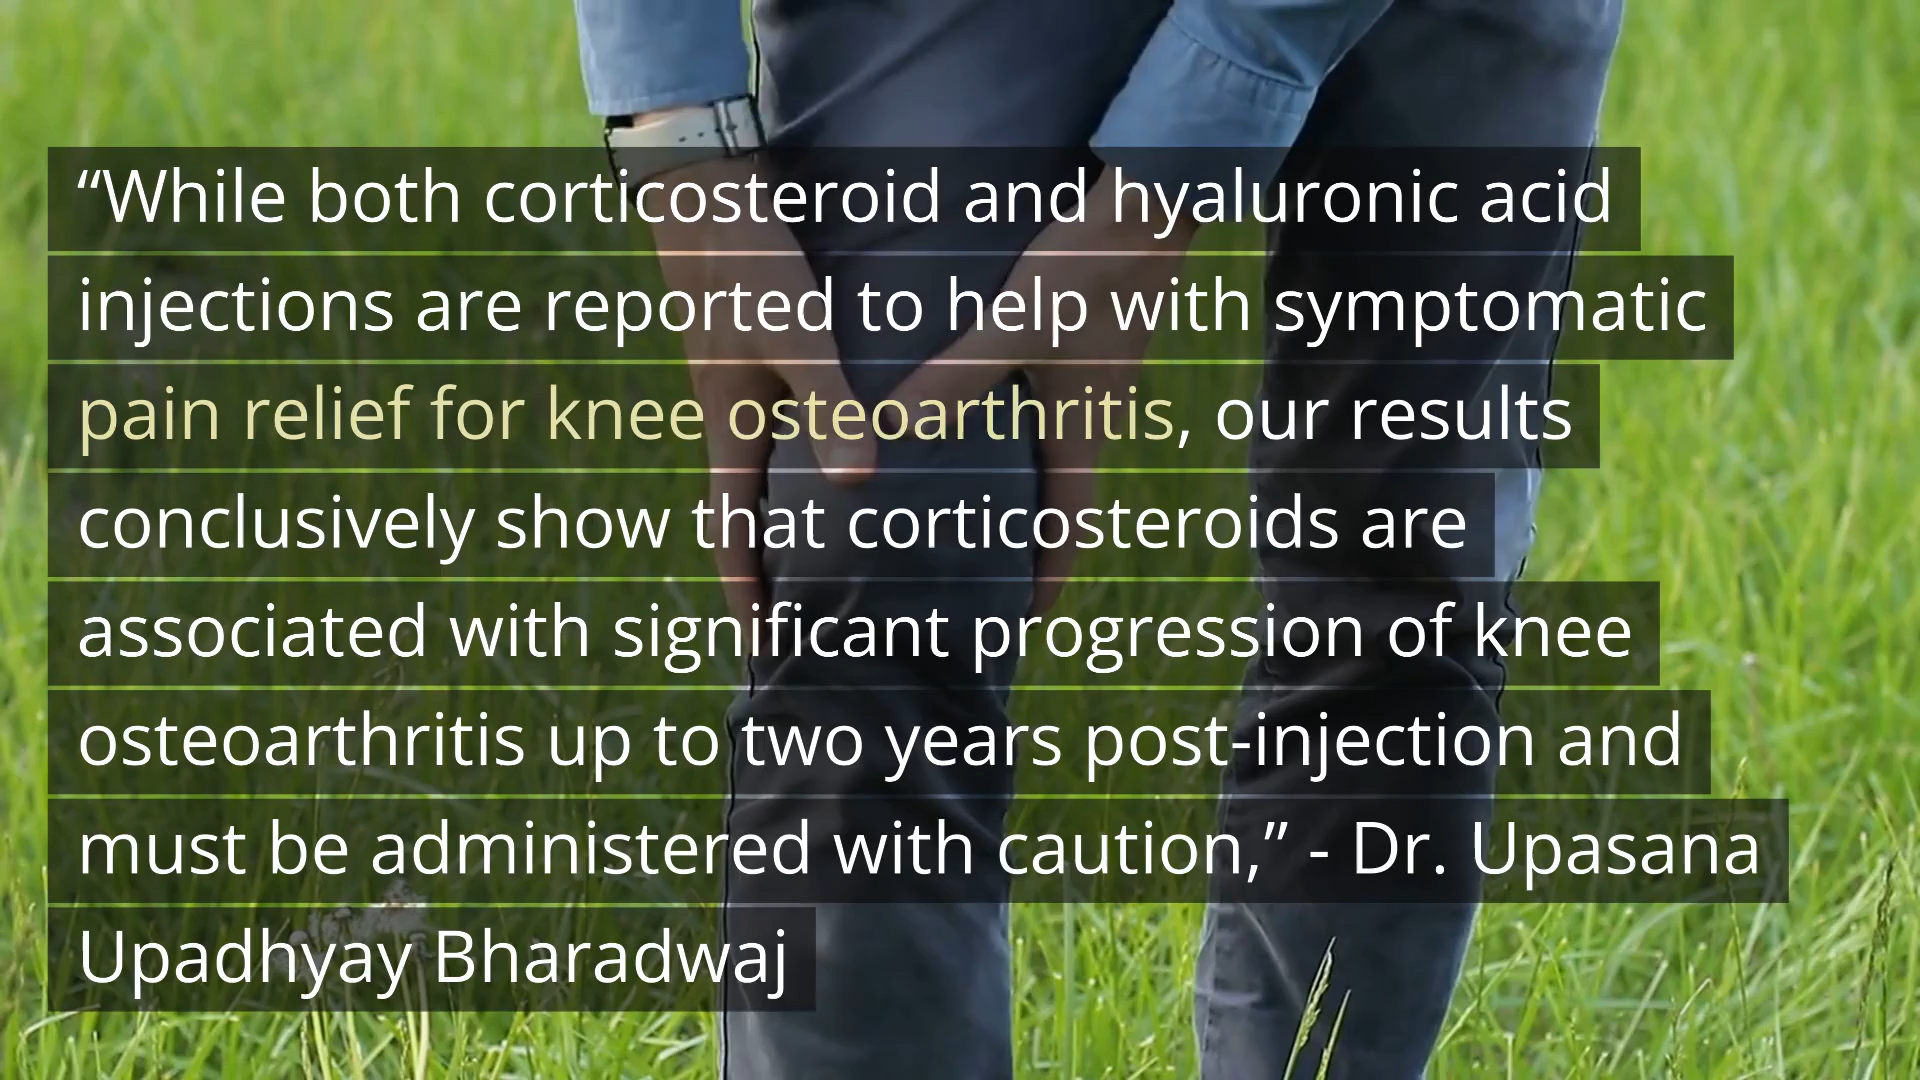 “While both corticosteroid and hyaluronic acid
injections are reported to help with symptomatic
pain relief for knee osteoarthritis, our results
conclusively show that corticosteroids are
associated with significant progression of knee
osteoarthritis up to two years post-injection and
must be administered with caution,” - Dr. Upasana
Upadhyay Bharadwaj